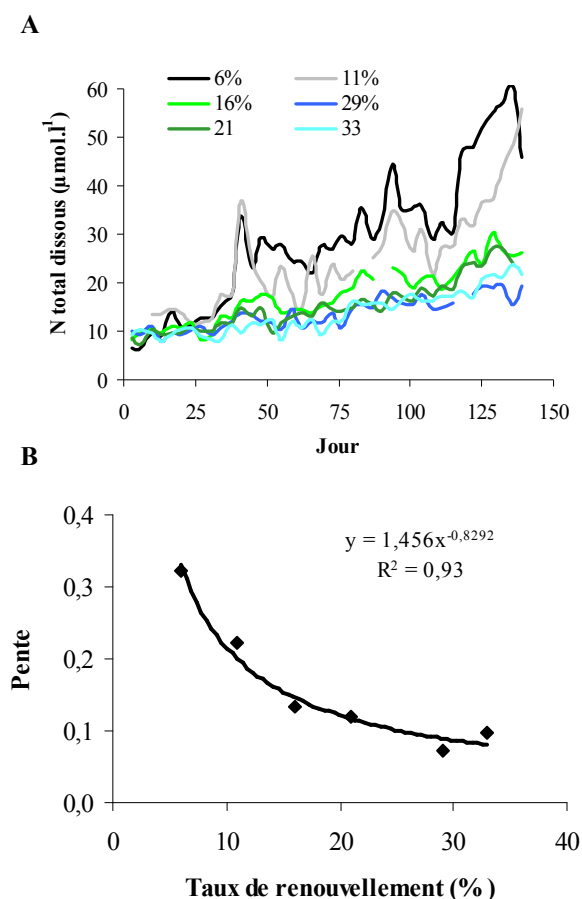 A
6% 11%
16% 29%
21 33
N total dissous (µmol.l¹)
60
50
40
30
20
10
0
0 25 50 75 100 125 150
Jour
B
y = 1,456x^-0,8292
R² = 0,93
Pente
0,4
0,3
0,2
0,1
0,0
0 10 20 30 40
Taux de renouvellement (% )